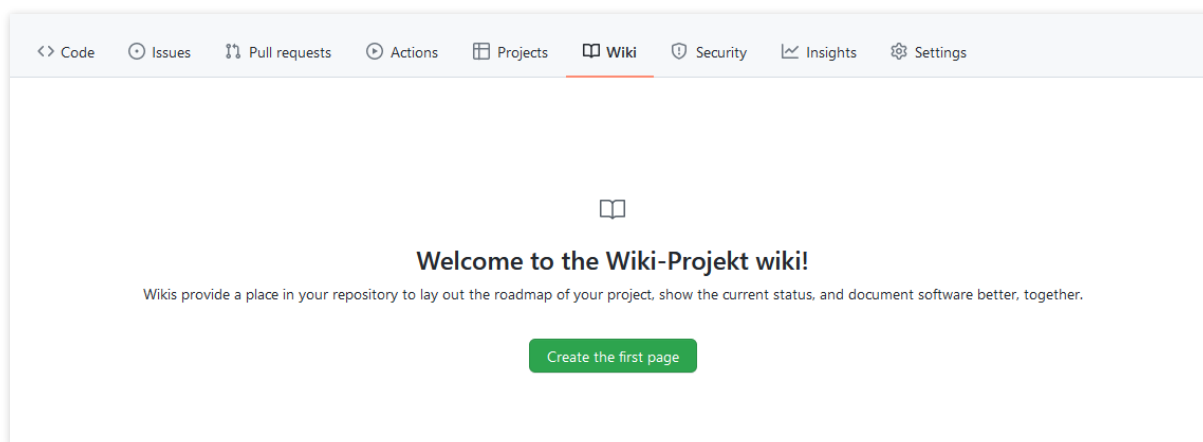 Code Issues Pull requests Actions Projects Wiki Security Insights Settings
Welcome to the Wiki-Projekt wiki!
Wikis provide a place in your repository to lay out the roadmap of your project, show the current status, and document software better, together.
Create the first page